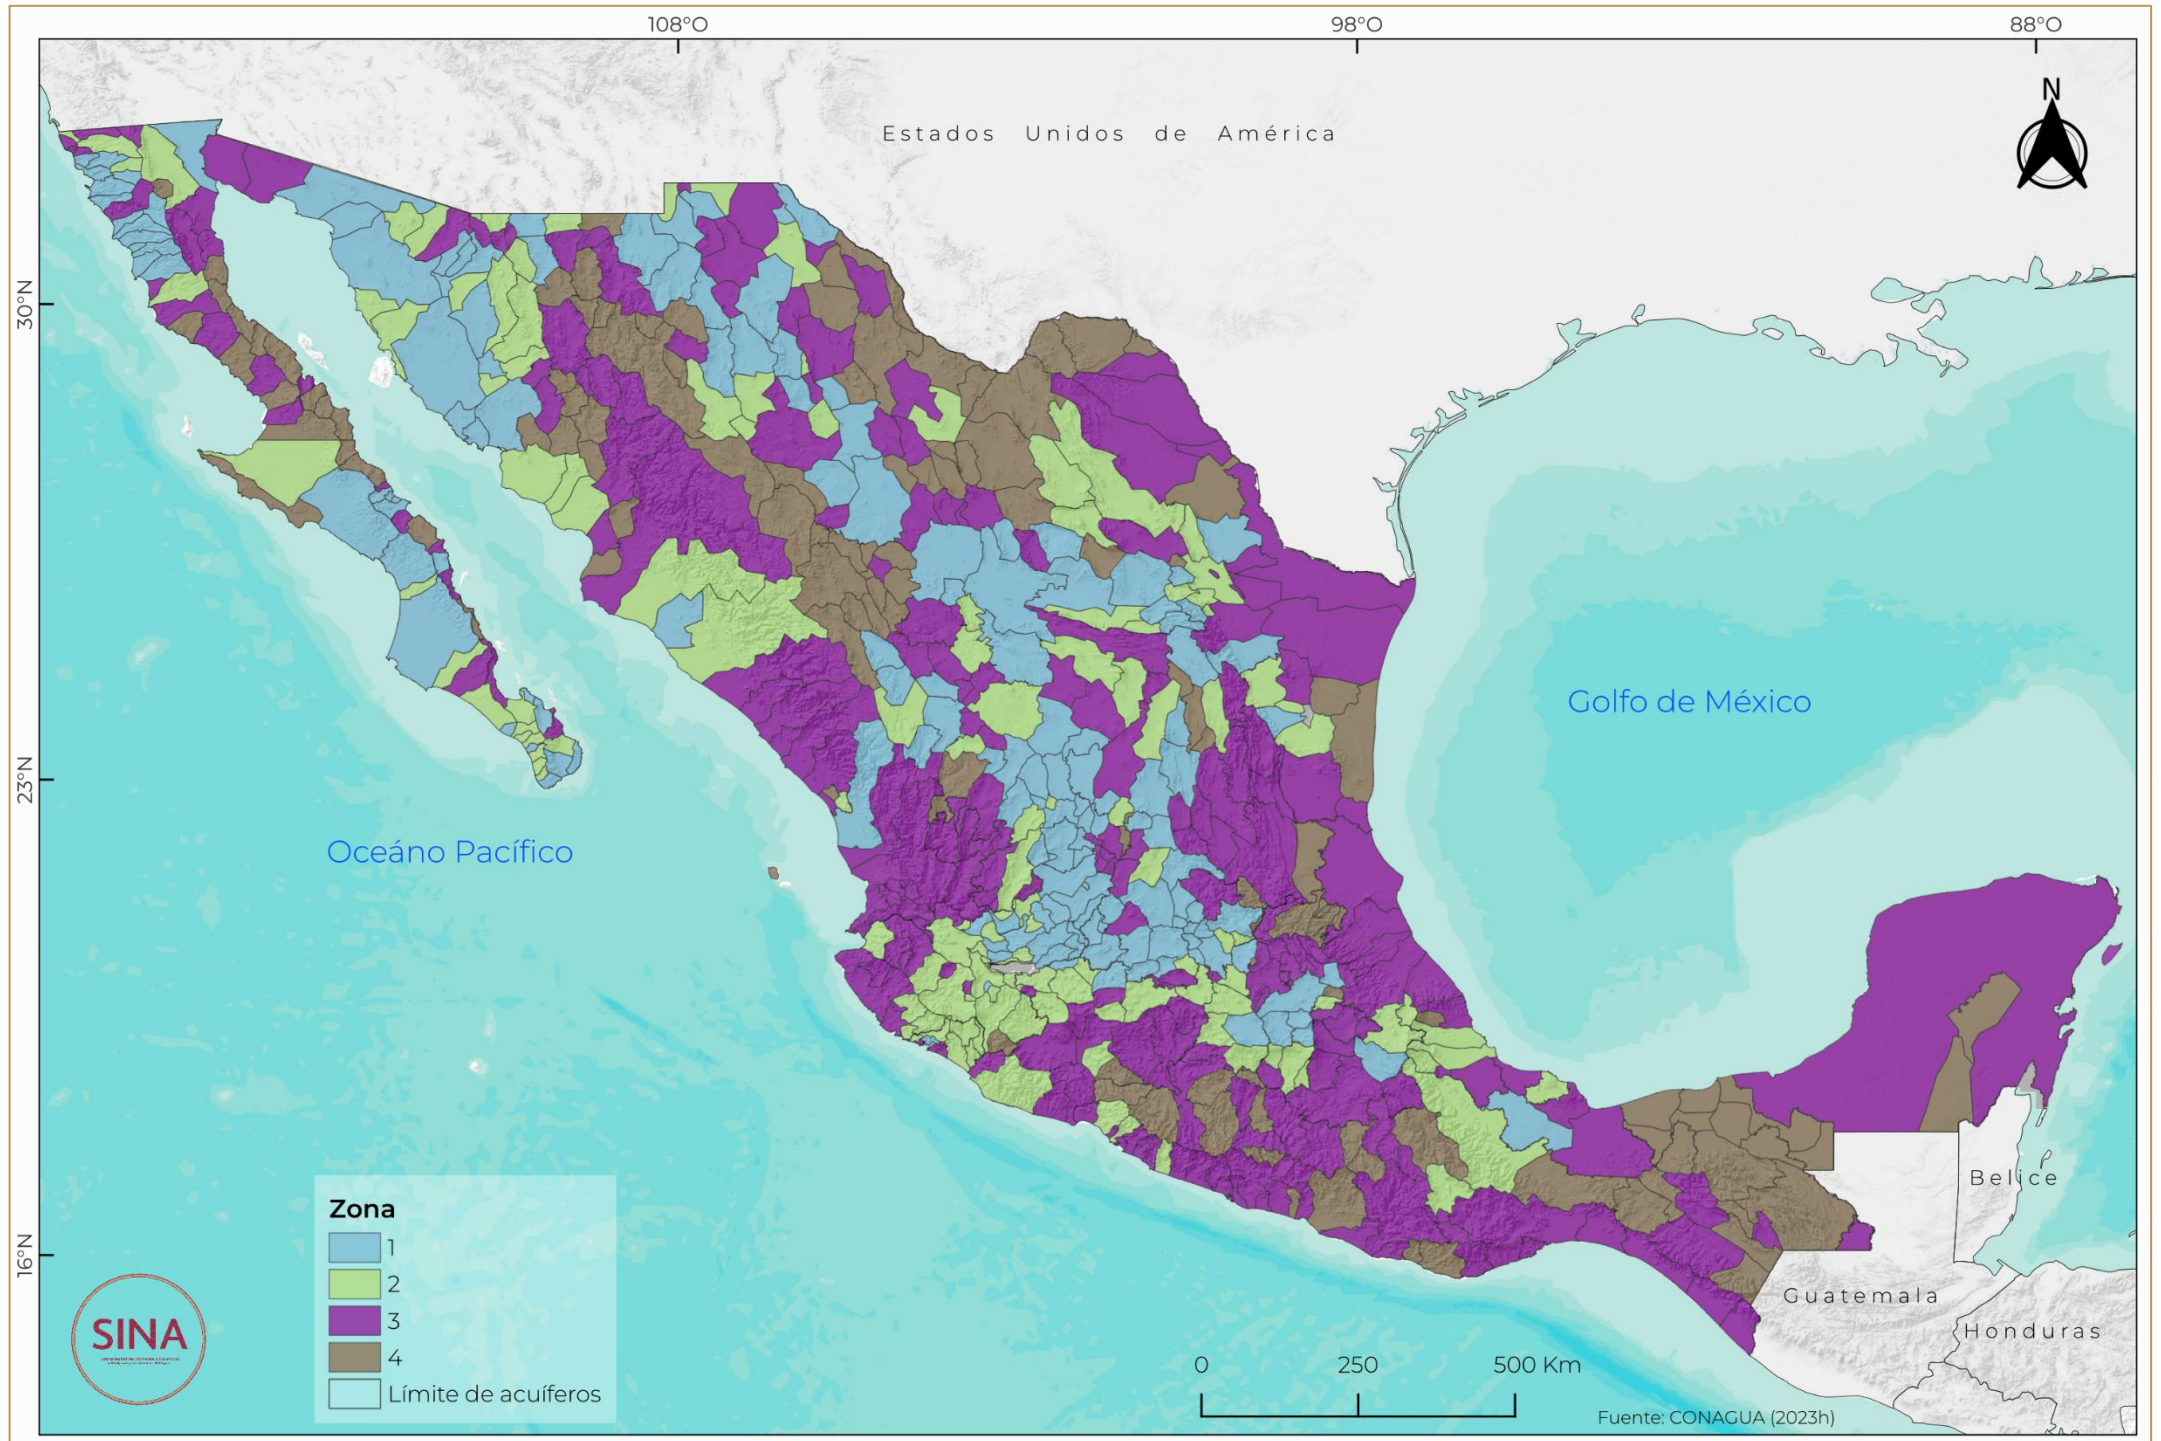 108°O
98°O
88°O
N
Estados Unidos de América
30°N
23°N
16°N
Golfo de México
Oceáno Pacífico
Belice
Guatemala
Honduras
Zona
1
2
3
4
Límite de acuíferos
SINA
0
250
500 Km
Fuente: CONAGUA (2023h)